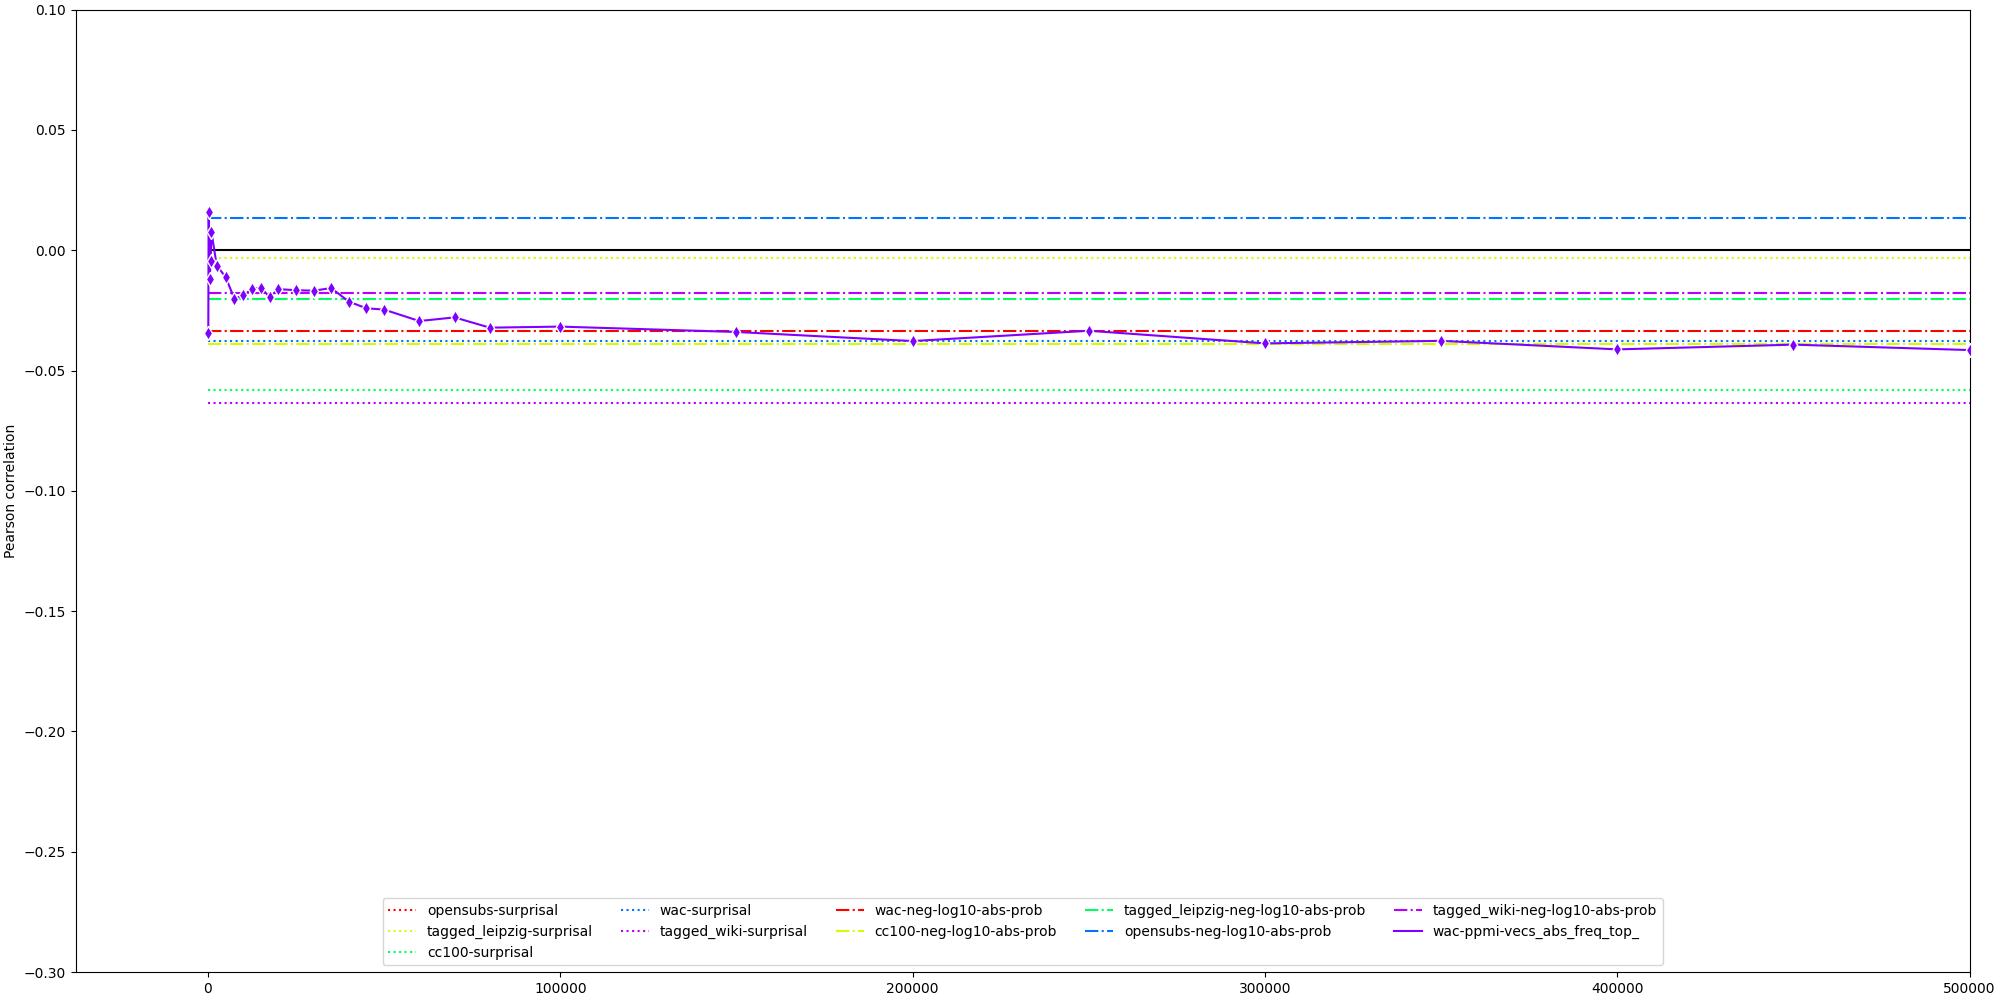 0.10
0.05
0.00
−0.05
−0.10
−0.15
−0.20
−0.25
−0.30
Pearson correlation
opensubs-surprisal
tagged_leipzig-surprisal
cc100-surprisal
wac-surprisal
tagged_wiki-surprisal
wac-neg-log10-abs-prob
cc100-neg-log10-abs-prob
tagged_leipzig-neg-log10-abs-prob
opensubs-neg-log10-abs-prob
tagged_wiki-neg-log10-abs-prob
wac-ppmi-vecs_abs_freq_top_
0 100000 200000 300000 400000 500000